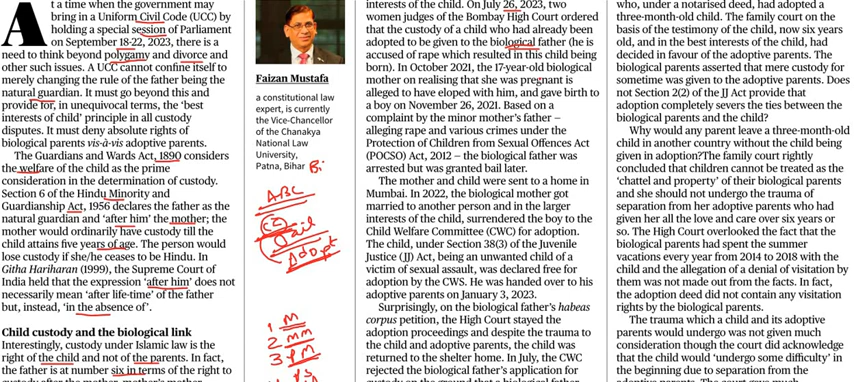 A
t a time when the government may
bring in a Uniform Civil Code (UCC) by
holding a special session of Parliament
on September 18-22, 2023, there is a
need to think beyond polygamy and divorce and
other such issues. A UCC cannot confine itself to
merely changing the rule of the father being the
natural guardian. It must go beyond this and
provide for, in unequivocal terms, the ‘best
interests of child’ principle in all custody
disputes. It must deny absolute rights of
biological parents vis-à-vis adoptive parents.
The Guardians and Wards Act, 1890 considers
the welfare of the child as the prime
consideration in the determination of custody.
Section 6 of the Hindu Minority and
Guardianship Act, 1956 declares the father as the
natural guardian and ‘after him’ the mother; the
mother would ordinarily have custody till the
child attains five years of age. The person would
lose custody if she/he ceases to be Hindu. In
Githa Hariharan (1999), the Supreme Court of
India held that the expression ‘after him’ does not
necessarily mean ‘after life-time’ of the father
but, instead, ‘in the absence of’.
Child custody and the biological link
Interestingly, custody under Islamic law is the
right of the child and not of the parents. In fact,
the father is at number six in terms of the right to
Faizan Mustafa
a constitutional law
expert, is currently
the Vice-Chancellor
of the Chanakya
National Law
University,
Patna, Bihar Bi
ABC
Jail
Adopt
1 M
2 MM
3 PM
interests of the child. On July 26, 2023, two
women judges of the Bombay High Court ordered
that the custody of a child who had already been
adopted to be given to the biological father (he is
accused of rape which resulted in this child being
born). In October 2021, the 17-year-old biological
mother on realising that she was pregnant is
alleged to have eloped with him, and gave birth to
a boy on November 26, 2021. Based on a
complaint by the minor mother’s father —
alleging rape and various crimes under the
Protection of Children from Sexual Offences Act
(POCSO) Act, 2012 — the biological father was
arrested but was granted bail later.
The mother and child were sent to a home in
Mumbai. In 2022, the biological mother got
married to another person and in the larger
interests of the child, surrendered the boy to the
Child Welfare Committee (CWC) for adoption.
The child, under Section 38(3) of the Juvenile
Justice (JJ) Act, being an unwanted child of a
victim of sexual assault, was declared free for
adoption by the CWS. He was handed over to his
adoptive parents on January 3, 2023.
Surprisingly, on the biological father’s habeas
corpus petition, the High Court stayed the
adoption proceedings and despite the trauma to
the child and adoptive parents, the child was
returned to the shelter home. In July, the CWC
rejected the biological father’s application for
who, under a notarised deed, had adopted a
three-month-old child. The family court on the
basis of the testimony of the child, now six years
old, and in the best interests of the child, had
decided in favour of the adoptive parents. The
biological parents asserted that mere custody for
sometime was given to the adoptive parents. Does
not Section 2(2) of the JJ Act provide that
adoption completely severs the ties between the
biological parents and the child?
Why would any parent leave a three-month-old
child in another country without the child being
given in adoption?The family court rightly
concluded that children cannot be treated as the
‘chattel and property’ of their biological parents
and she should not undergo the trauma of
separation from her adoptive parents who had
given her all the love and care over six years or
so. The High Court overlooked the fact that the
biological parents had spent the summer
vacations every year from 2014 to 2018 with the
child and the allegation of a denial of visitation by
them was not made out from the facts. In fact,
the adoption deed did not contain any visitation
rights by the biological parents.
The trauma which a child and its adoptive
parents would undergo was not given much
consideration though the court did acknowledge
that the child would ‘undergo some difficulty’ in
the beginning due to separation from the